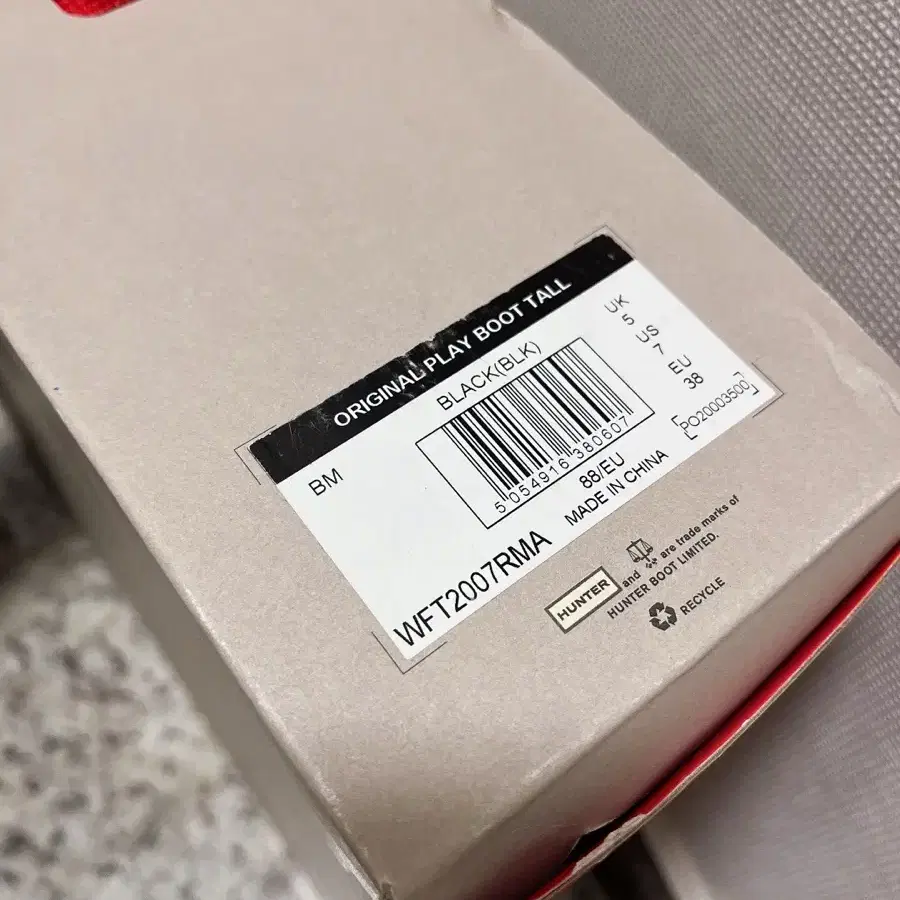 ORIGINAL PLAY BOOT TALL
BM
BLACK(BLK)
UK
5
US
7
EU
38
5 054916 380607
88/EU
[PO20003500]
MADE IN CHINA
WFT2007RMA
HUNTER and are trade marks of
HUNTER BOOT LIMITED.
RECYCLE